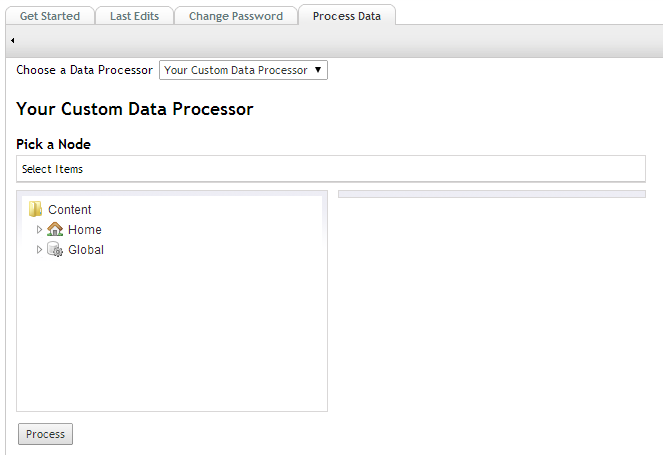 Get Started Last Edits Change Password Process Data
Choose a Data Processor Your Custom Data Processor
Your Custom Data Processor
Pick a Node
Select Items
Content
Home
Global
Process